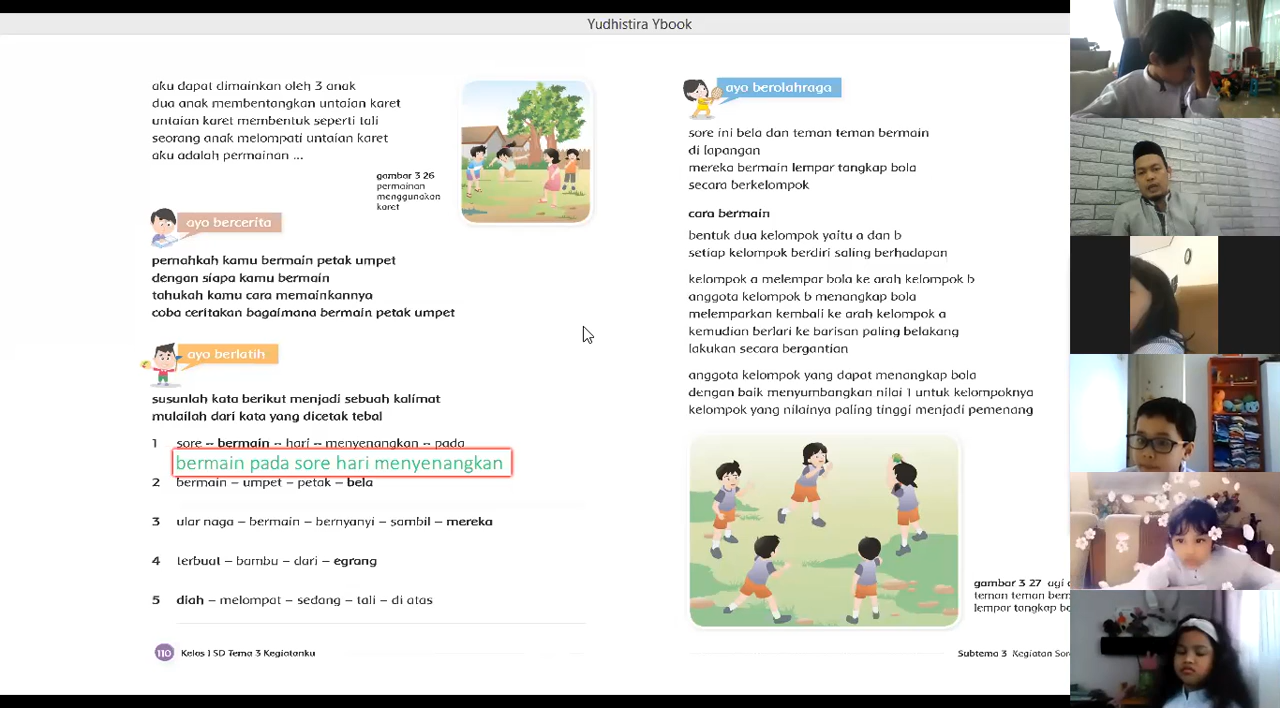 Yudhistira Ybook
aku dapat dimainkan oleh 3 anak
dua anak membentangkan untaian karet
untaian karet membentuk seperti tali
seorang anak melompati untaian karet
aku adalah permainan ...
gambar 3 26
permainan
menggunakan
karet
ayo bercerita
pernahkah kamu bermain petak umpet
dengan siapa kamu bermain
tahukah kamu cara memainkannya
coba ceritakan bagaimana bermain petak umpet
ayo berlatih
susunlah kata berikut menjadi sebuah kalimat
mulailah dari kata yang dicetak tebal
1 sore – bermain – hari – menyenangkan – pada
bermain pada sore hari menyenangkan
2 bermain – umpet – petak – bela
3 ular naga – bermain – bernyanyi – sambil – mereka
4 terbuat – bambu – dari – egrang
5 diah – melompat – sedang – tali – di atas
110 Kelas I SD Tema 3 Kegiatanku
ayo berolahraga
sore ini bela dan teman teman bermain
di lapangan
mereka bermain lempar tangkap bola
secara berkelompok
cara bermain
bentuk dua kelompok yaitu a dan b
setiap kelompok berdiri saling berhadapan
kelompok a melempar bola ke arah kelompok b
anggota kelompok b menangkap bola
melemparkan kembali ke arah kelompok a
kemudian berlari ke barisan paling belakang
lakukan secara bergantian
anggota kelompok yang dapat menangkap bola
dengan baik menyumbangkan nilai 1 untuk kelompoknya
kelompok yang nilainya paling tinggi menjadi pemenang
gambar 3 27 agi
teman teman
lempar tangkap
Subtema 3 Kegiatan